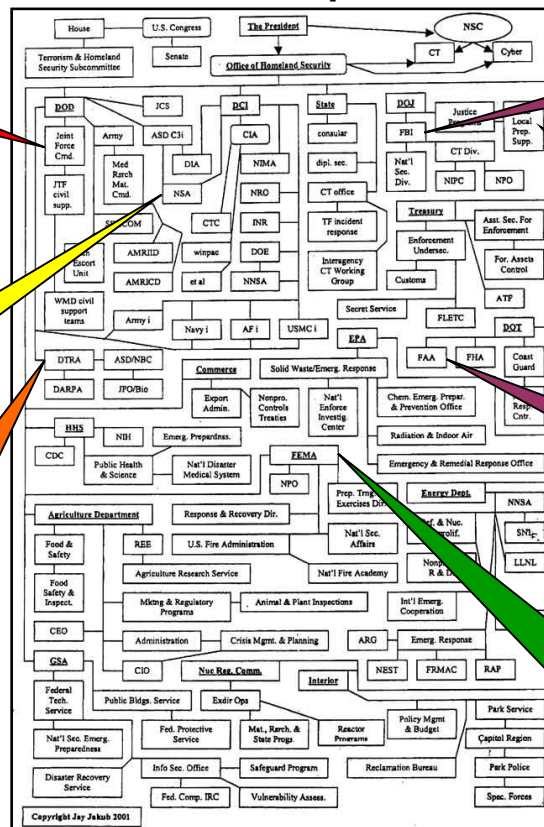 House
U.S. Congress
The President
NSC
Terrorism & Homeland
Security Subcommittee
Senate
Office of Homeland Security
CT
Cyber
DOD
JCS
DCI
State
DOJ
Joint
Force
Cmd.
Army
ASD C3i
CIA
consular
FBI
Justice
Local
Prep.
Supp.
JTF
civil
supp.
Med
Rsrch
Mat.
Cmd.
DIA
NIMA
dipl. sec.
Nat'l
Sec.
Div.
CT Div.
NSA
NRO
CT office
NIPC
NPO
CTC
INR
TF incident
response
Treasury
Asst. Sec. For
Enforcement
Escort
Unit
AMRIID
winpac
DOE
Interagency
CT Working
Group
Enforcement
Undersec.
For. Assets
Control
AMRICD
et al
NNSA
Customs
ATF
WMD civil
support
teams
Army i
Navy i
AF i
USMC i
Secret Service
FLETC
EPA
DOT
DTRA
ASD/NBC
Commerce
Solid Waste/Emerg. Response
FAA
FHA
Coast
Guard
DARPA
JPO/Bio
Export
Admin.
Nonpro.
Controls
Treaties
Nat'l
Enforce
Investig.
Center
Chem. Emerg. Prepar.
& Prevention Office
Resp
Cntr.
HHS
NIH
Emerg. Prepardnss.
Radiation & Indoor Air
CDC
Public Health
& Science
Nat'l Disaster
Medical System
FEMA
Emergency & Remedial Response Office
NPO
Prep. Trng.
Exercises Dir.
Energy Dept.
NNSA
Agriculture Department
Response & Recovery Dir.
& Nuc.
Food &
Safety
REE
U.S. Fire Administration
Nat'l Sec.
Affairs
R & D
LLNL
Agriculture Research Service
Nat'l Fire Academy
Food
Safety &
Inspect.
Mktng & Regulatory
Programs
Animal & Plant Inspections
Int'l Emerg.
Cooperation
CEO
Administration
Crisis Mgmt. & Planning
ARG
Emerg. Response
GSA
CIO
Nuc Reg. Comm.
Interior
NEST
FRMAC
RAP
Federal
Tech.
Service
Public Bldgs. Service
Exdir Ops
Policy Mgmt
& Budget
Park Service
Nat'l Sec. Emerg.
Preparedness
Fed. Protective
Service
Mat., Rsrch. &
State Progs.
Reactor
Programs
Capitol Region
Disaster Recovery
Service
Info Sec. Office
Safeguard Program
Reclamation Bureau
Park Police
Fed. Comp. IRC
Vulnerability Assess.
Spec. Forces
Copyright Jay Jakub 2001